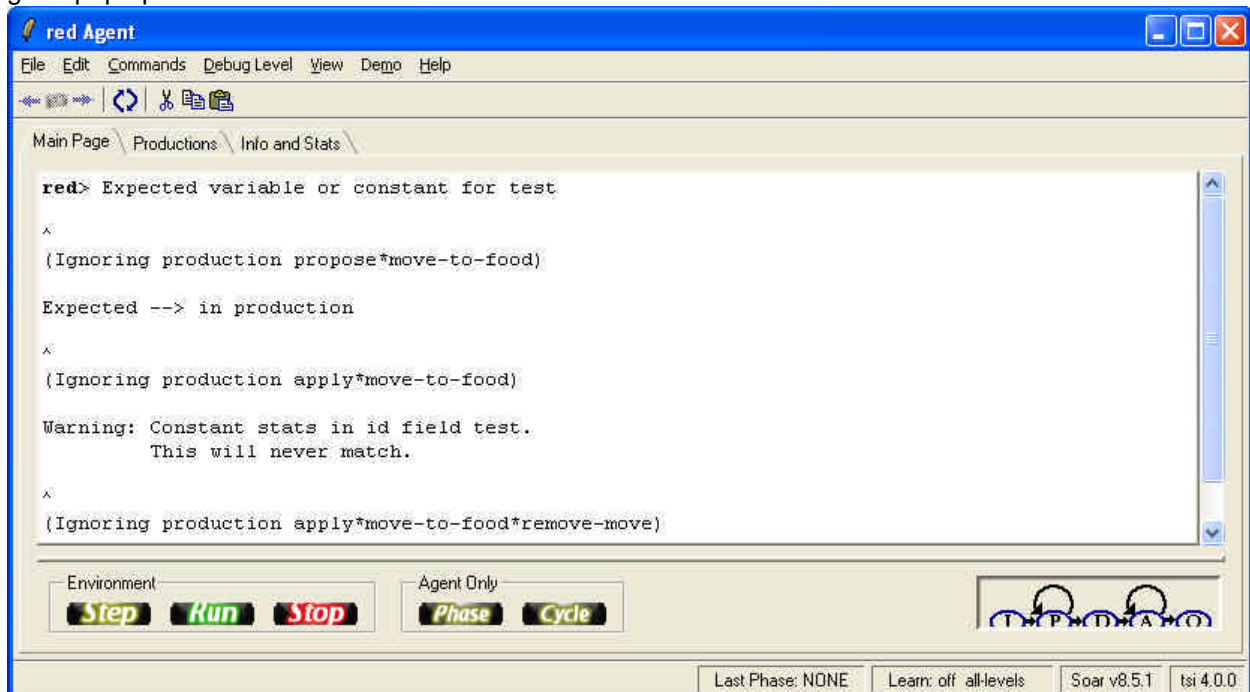 red Agent
File Edit Commands Debug Level View Demo Help
Main Page Productions Info and Stats
red> Expected variable or constant for test
^
(Ignoring production propose*move-to-food)
Expected --> in production
^
(Ignoring production apply*move-to-food)
Warning: Constant stats in id field test.
This will never match.
^
(Ignoring production apply*move-to-food*remove-move)
Environment Agent Only
Step Run Stop Phase Cycle
I P D A O
Last Phase: NONE Learn: off all-levels Soar v8.5.1 tsi 4.0.0